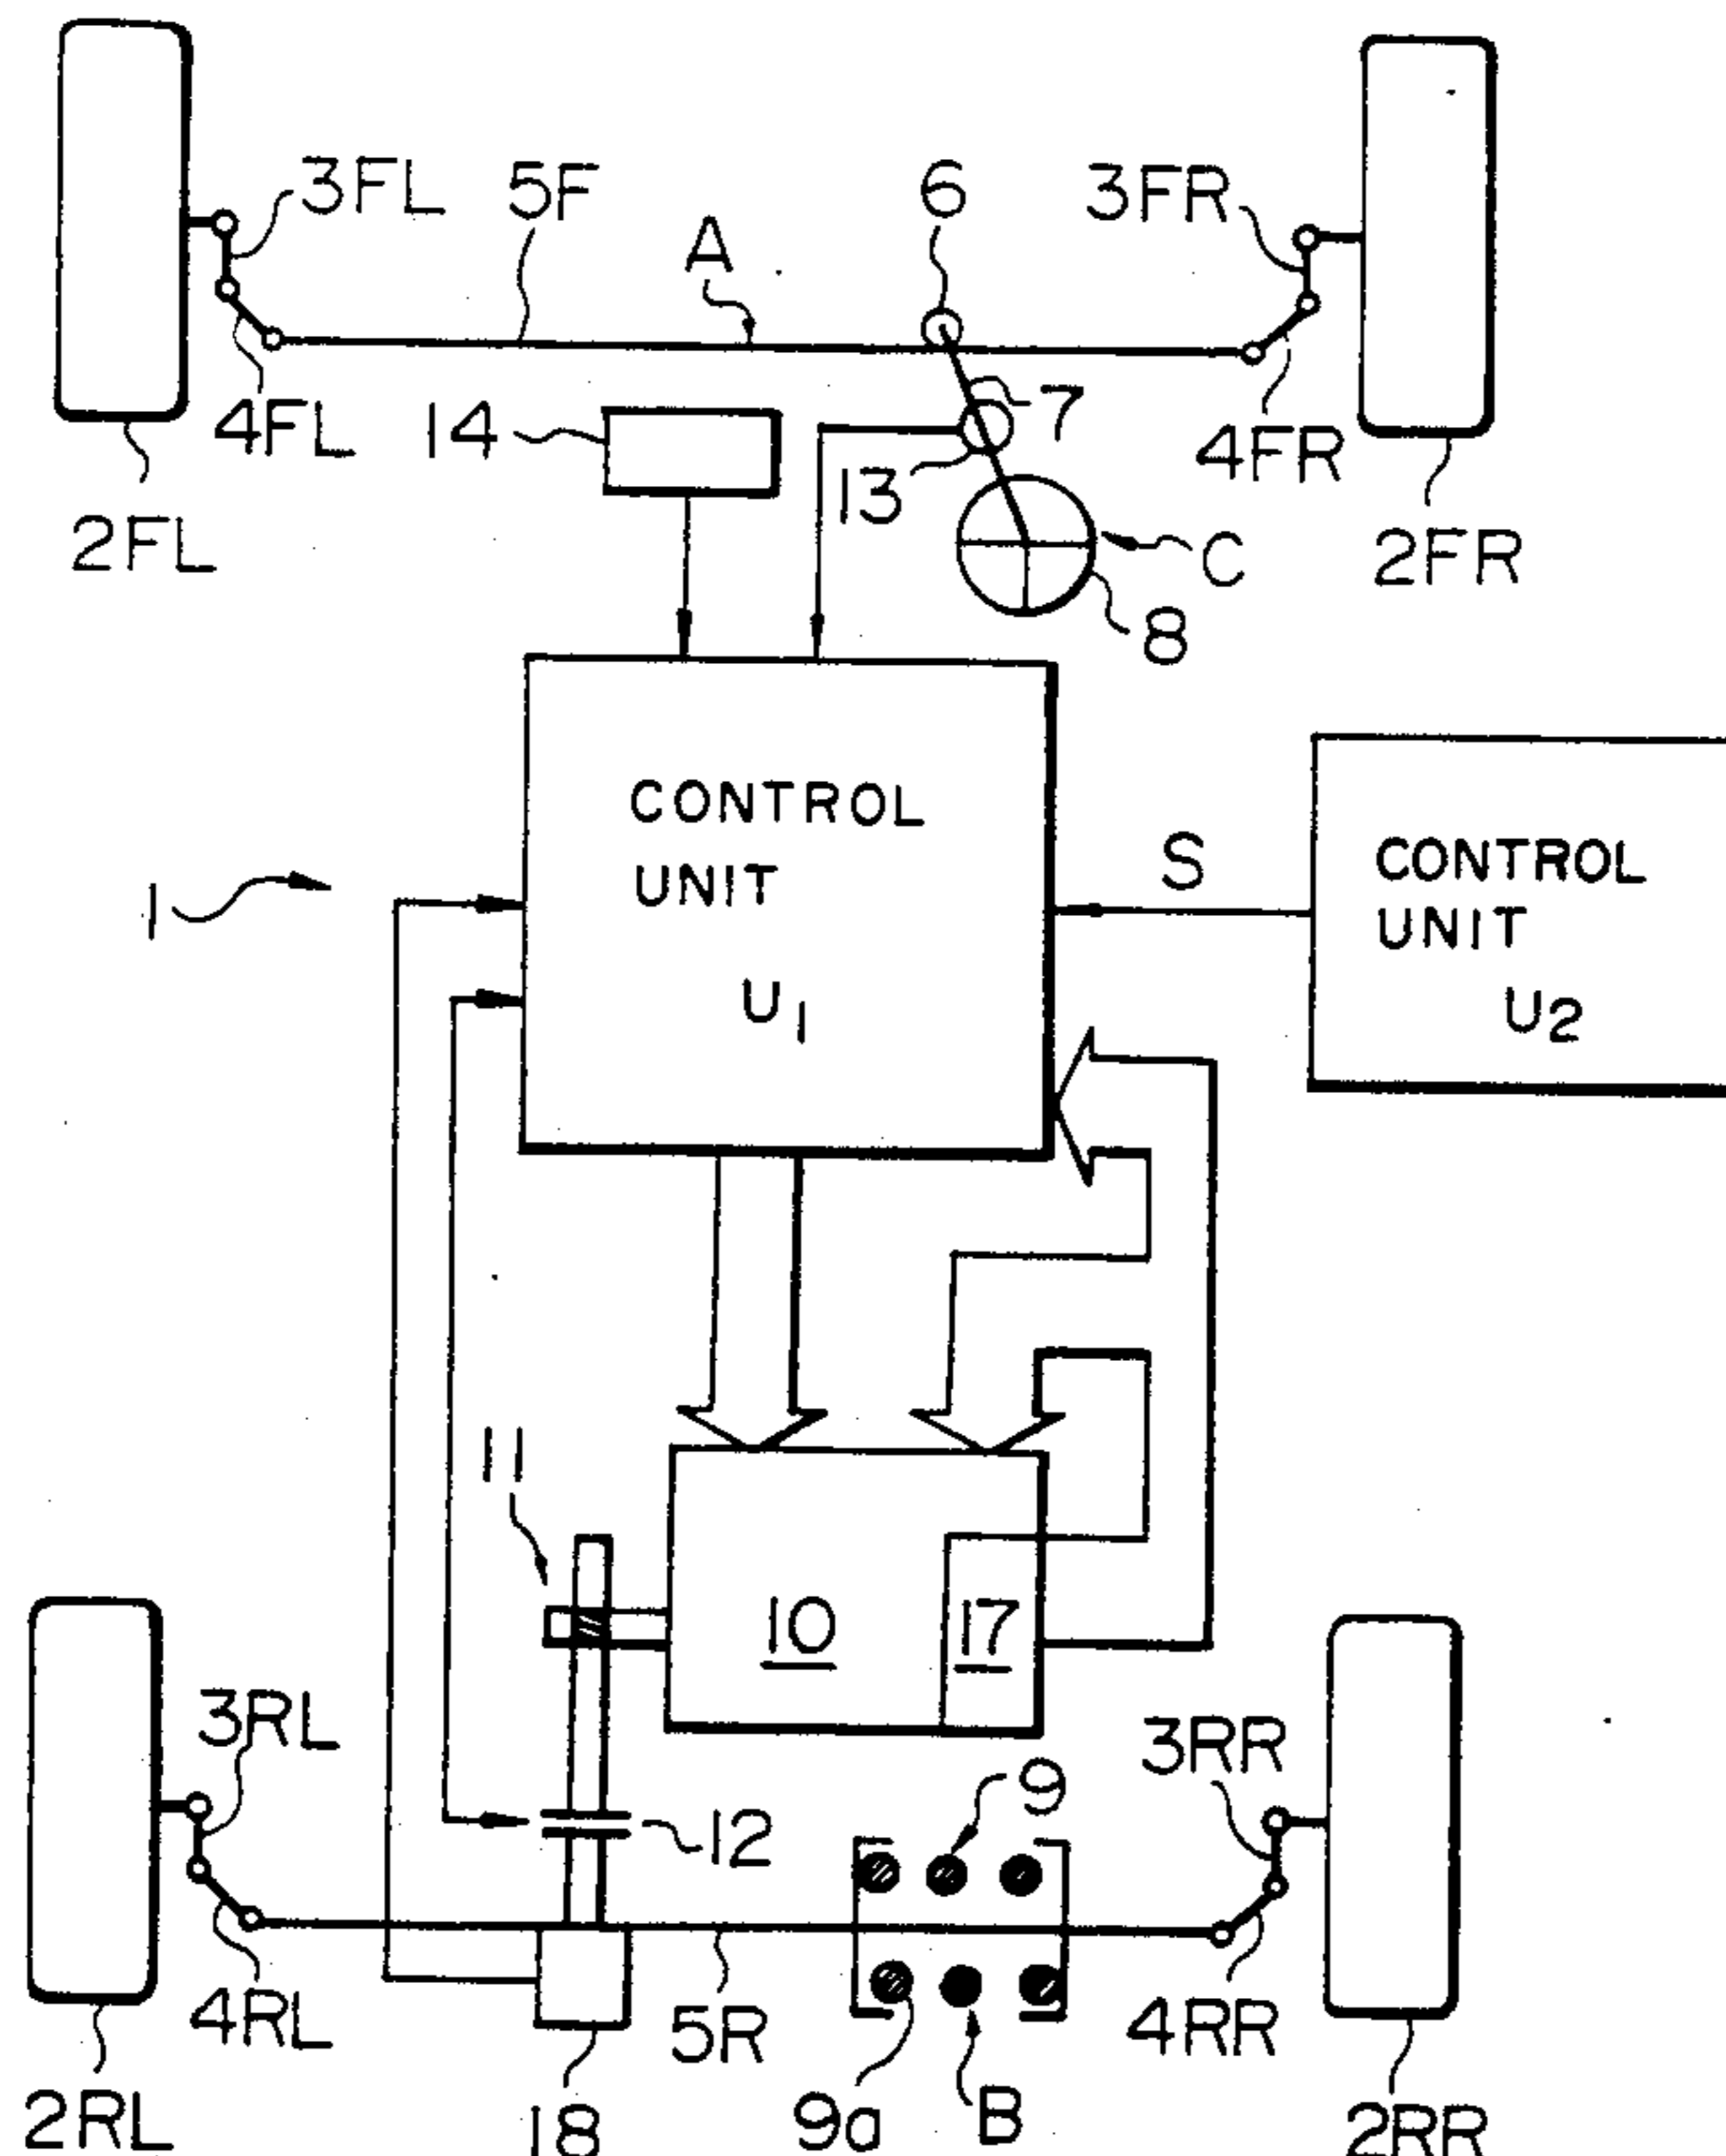 3FL
5F
A
6
3FR
4FL
14
13
7
4FR
2FL
C
2FR
8
CONTROL
UNIT
U1
S
CONTROL
UNIT
U2
1
11
10
17
3RL
3RR
9
12
4RL
5R
4RR
2RL
18
9a
B
2RR